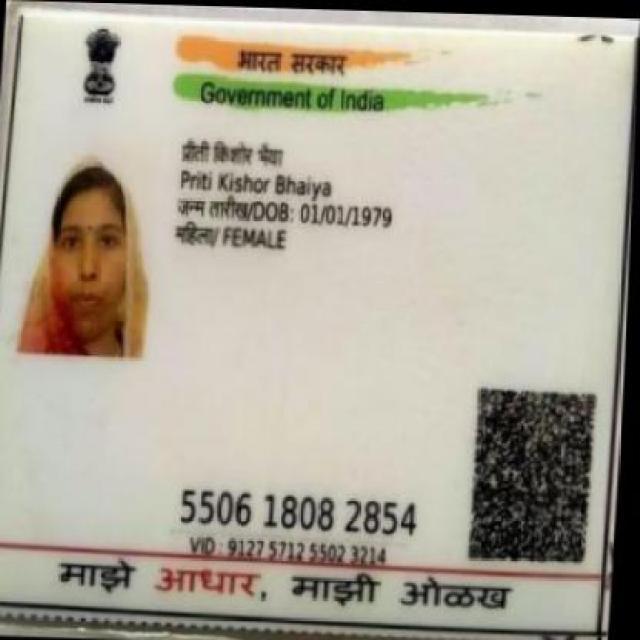 भारत सरकार
Government of India
प्रीती किशोर भैया
Priti Kishor Bhaiya
जन्म तारीख/DOB: 01/01/1979
महिला/ FEMALE
5506 1808 2854
VID : 9127 5712 5502 3214
माझे आधार, माझी ओळख